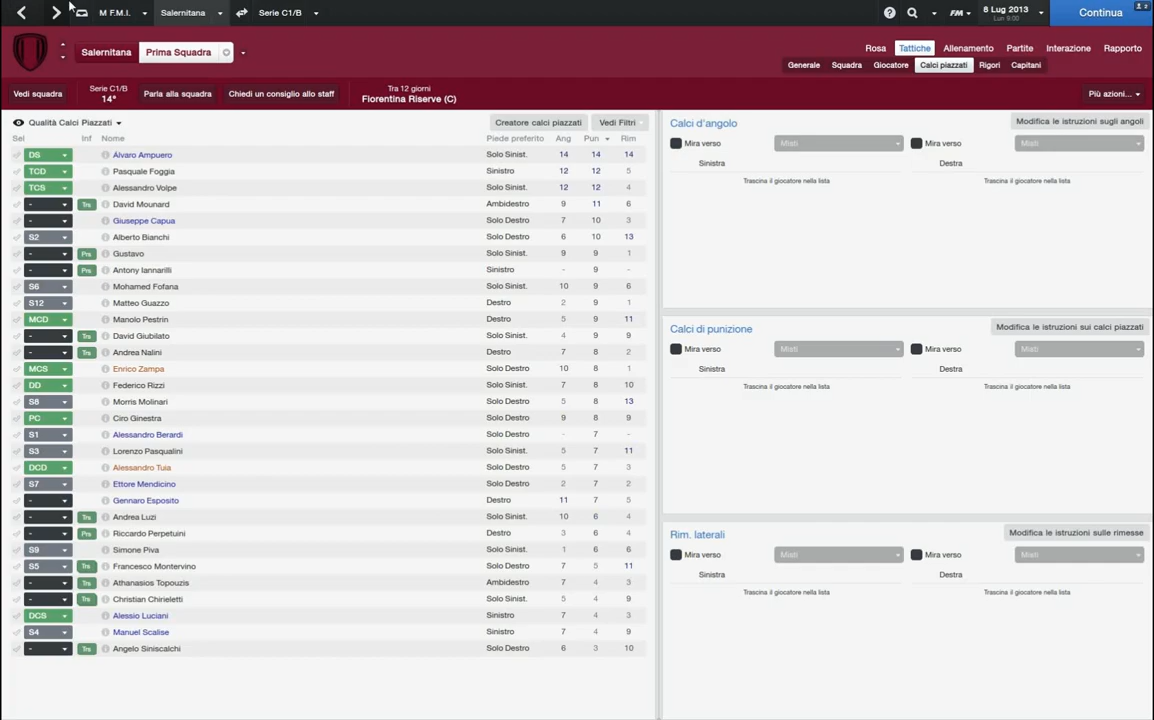 M F.M.I. Salernitana Serie C1/B FM 8 Lug 2013 Lun 9:00 Continua 2
Salernitana Prima Squadra Rosa Tattiche Allenamento Partite Interazione Rapporto
Generale Squadra Giocatore Calci piazzati Rigori Capitani
Vedi squadra Serie C1/B 14° Parla alla squadra Chiedi un consiglio allo staff Tra 12 giorni Fiorentina Riserve (C) Più azioni...
Qualità Calci Piazzati Creatore calci piazzati Vedi Filtri
Sel Inf Nome Piede preferito Ang Pun Rim
DS Álvaro Ampuero Solo Sinist. 14 14 14
TCD Pasquale Foggia Sinistro 12 12 5
TCS Alessandro Volpe Solo Sinist. 12 12 4
- Trs David Mounard Ambidestro 9 11 6
- Giuseppe Capua Solo Destro 7 10 3
S2 Alberto Bianchi Solo Destro 6 10 13
- Prs Gustavo Solo Sinist. 9 9 1
- Prs Antony Iannarilli Sinistro - 9 -
S6 Mohamed Fofana Solo Sinist. 10 9 6
S12 Matteo Guazzo Destro 2 9 1
MCD Manolo Pestrin Destro 5 9 11
- Trs David Giubilato Solo Sinist. 4 9 9
- Trs Andrea Nalini Destro 7 8 2
MCS Enrico Zampa Solo Destro 10 8 1
DD Federico Rizzi Solo Sinist. 7 8 10
S8 Morris Molinari Solo Destro 5 8 13
PC Ciro Ginestra Solo Destro 9 8 9
S1 Alessandro Berardi Solo Destro - 7 -
S3 Lorenzo Pasqualini Solo Sinist. 5 7 11
DCD Alessandro Tuia Solo Destro 5 7 3
S7 Ettore Mendicino Solo Destro 2 7 2
- Gennaro Esposito Destro 11 7 5
- Trs Andrea Luzi Solo Sinist. 10 6 4
- Prs Riccardo Perpetuini Destro 3 6 4
S9 Simone Piva Solo Sinist. 1 6 6
S5 Trs Francesco Montervino Solo Destro 7 5 11
- Trs Athanasios Topouzis Ambidestro 7 4 3
- Trs Christian Chirieletti Solo Sinist. 5 4 9
DCS Alessio Luciani Sinistro 7 4 3
S4 Manuel Scalise Sinistro 7 4 9
- Trs Angelo Siniscalchi Solo Destro 6 3 10
Calci d'angolo Modifica le istruzioni sugli angoli
Mira verso Misti Mira verso Misti
Sinistra Destra
Trascina il giocatore nella lista Trascina il giocatore nella lista
Calci di punizione Modifica le istruzioni sui calci piazzati
Mira verso Misti Mira verso Misti
Sinistra Destra
Trascina il giocatore nella lista Trascina il giocatore nella lista
Rim. laterali Modifica le istruzioni sulle rimesse
Mira verso Misti Mira verso Misti
Sinistra Destra
Trascina il giocatore nella lista Trascina il giocatore nella lista